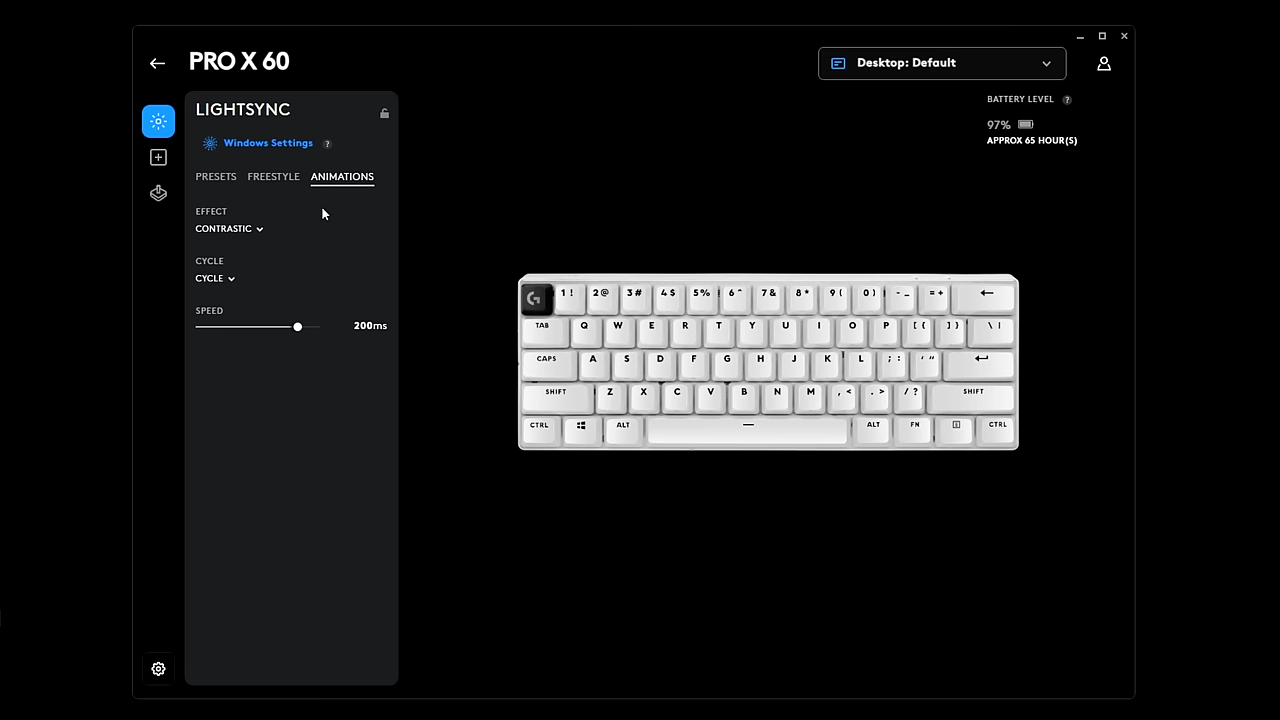 PRO X 60
Desktop: Default
LIGHTSYNC
BATTERY LEVEL ?
97%
APPROX 65 HOUR(S)
Windows Settings ?
PRESETS FREESTYLE ANIMATIONS
EFFECT
CONTRASTIC
CYCLE
CYCLE
SPEED
200ms
1 ! 2 @ 3 # 4 $ 5 % 6 ^ 7 & 8 * 9 ( 0 ) - _ = + ←
TAB Q W E R T Y U I O P [ { ] } \ |
CAPS A S D F G H J K L ; : ' "
SHIFT Z X C V B N M , < . > / ? SHIFT
CTRL ALT ALT FN CTRL